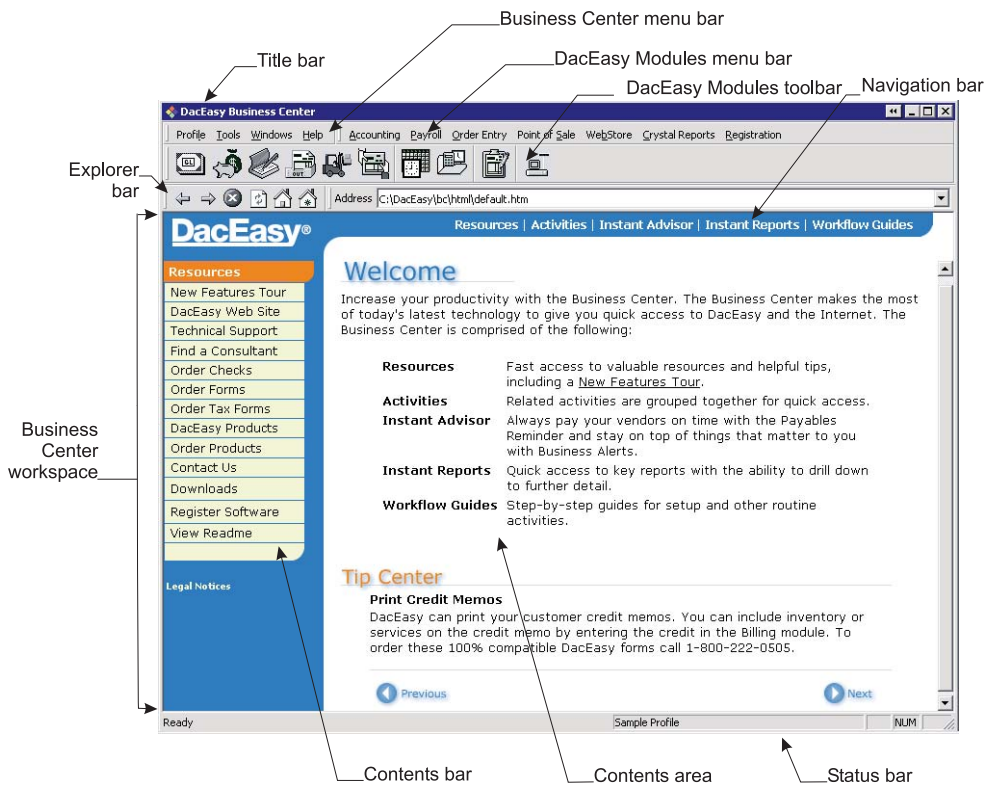 Business Center menu bar
Title bar
DacEasy Modules menu bar
DacEasy Modules toolbar
Navigation bar
DacEasy Business Center
Profile Tools Windows Help Accounting Payroll Order Entry Point of Sale WebStore Crystal Reports Registration
GL
OUT
Explorer
bar
Address C:\DacEasy\bc\html\default.htm
DacEasy®
Resources | Activities | Instant Advisor | Instant Reports | Workflow Guides
Resources
New Features Tour
DacEasy Web Site
Technical Support
Find a Consultant
Order Checks
Order Forms
Order Tax Forms
DacEasy Products
Order Products
Contact Us
Downloads
Register Software
View Readme
Legal Notices
Business
Center
workspace
Welcome
Increase your productivity with the Business Center. The Business Center makes the most
of today's latest technology to give you quick access to DacEasy and the Internet. The
Business Center is comprised of the following:
Resources Fast access to valuable resources and helpful tips,
including a New Features Tour.
Activities Related activities are grouped together for quick access.
Instant Advisor Always pay your vendors on time with the Payables
Reminder and stay on top of things that matter to you
with Business Alerts.
Instant Reports Quick access to key reports with the ability to drill down
to further detail.
Workflow Guides Step-by-step guides for setup and other routine
activities.
Tip Center
Print Credit Memos
DacEasy can print your customer credit memos. You can include inventory or
services on the credit memo by entering the credit in the Billing module. To
order these 100% compatible DacEasy forms call 1-800-222-0505.
Previous
Next
Ready
Sample Profile
NUM
Contents bar
Contents area
Status bar